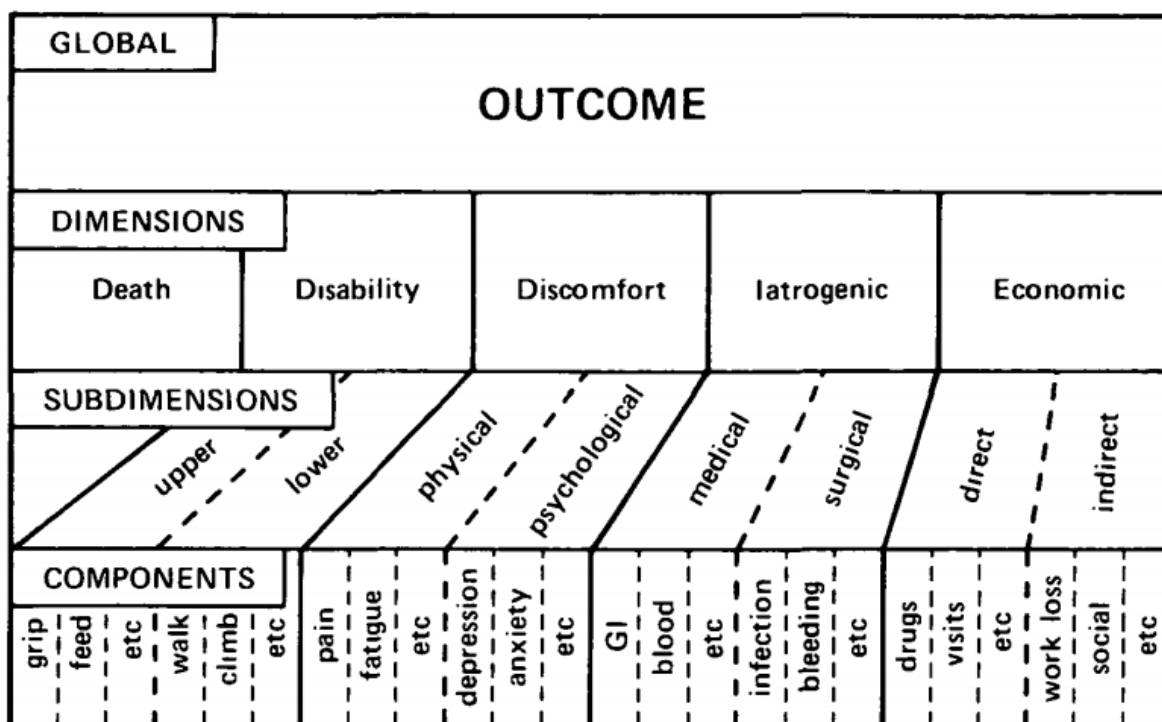 GLOBAL
OUTCOME
DIMENSIONS
Death Disability Discomfort Iatrogenic Economic
SUBDIMENSIONS
upper lower physical psychological medical surgical direct indirect
COMPONENTS
grip feed etc walk climb etc pain fatigue etc depression anxiety etc GI blood etc infection bleeding etc drugs visits etc work loss social etc